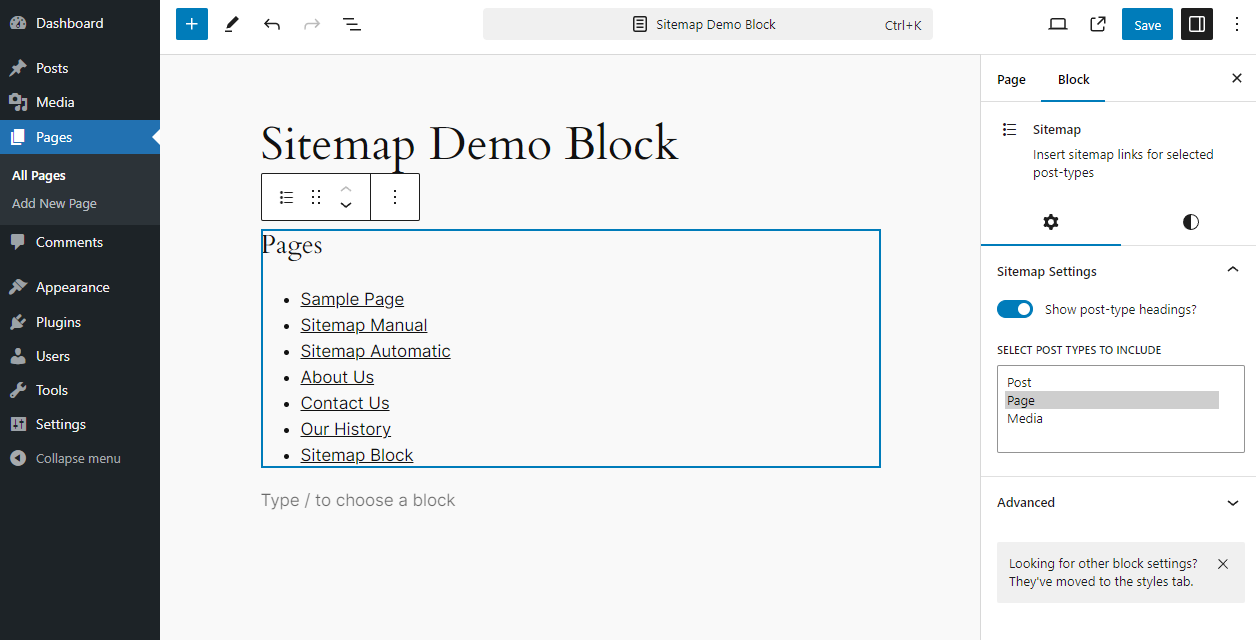 Dashboard
Posts
Media
Pages
All Pages
Add New Page
Comments
Appearance
Plugins
Users
Tools
Settings
Collapse menu
Sitemap Demo Block
Ctrl+K
Save
Sitemap Demo Block
Pages
Sample Page
Sitemap Manual
Sitemap Automatic
About Us
Contact Us
Our History
Sitemap Block
Type / to choose a block
Page
Block
Sitemap
Insert sitemap links for selected
post-types
Sitemap Settings
Show post-type headings?
SELECT POST TYPES TO INCLUDE
Post
Page
Media
Advanced
Looking for other block settings?
They've moved to the styles tab.